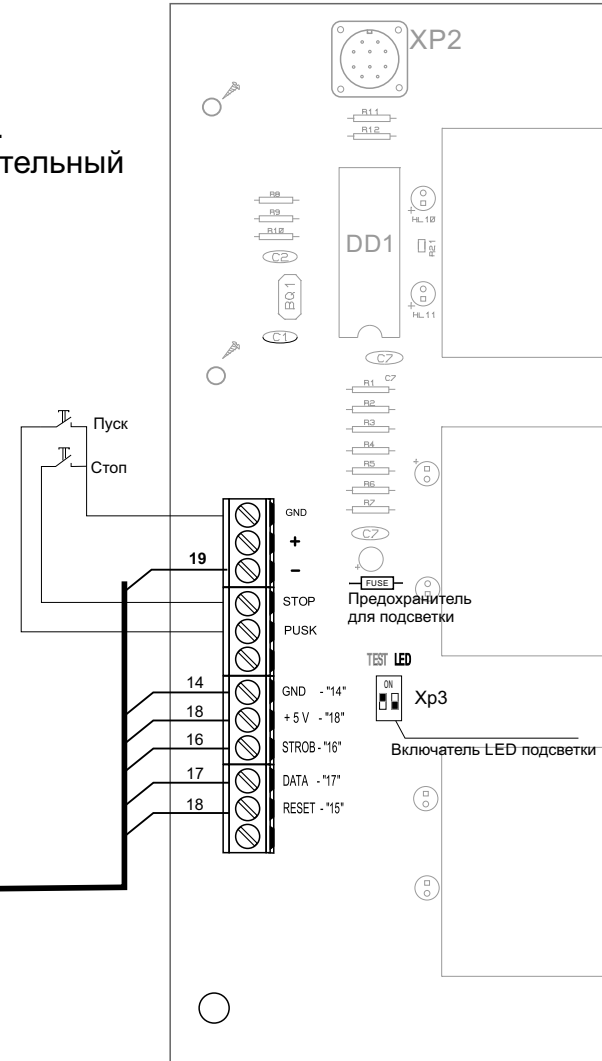 XP2
тельный
R11
R12
R8
R9
R10
C2
BQ1
C1
DD1
HL10
R21
HL11
C7
C7
R1
R2
R3
R4
R5
R6
R7
C7
FUSE
Предохранитель
для подсветки
Пуск
Стоп
GND
+
19
–
STOP
PUSK
14
GND - "14"
18
+ 5 V - "18"
16
STROB - "16"
17
DATA - "17"
18
RESET - "15"
TEST LED
ON
Xp3
Включатель LED подсветки